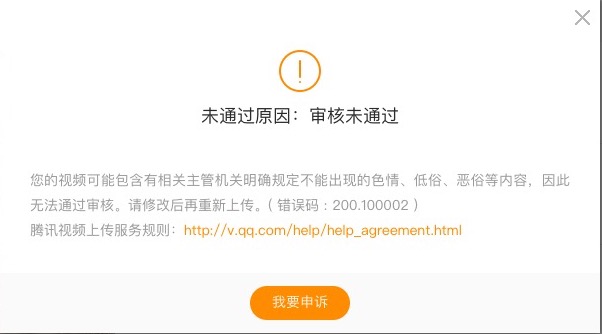 未通过原因：审核未通过
您的视频可能包含有相关主管机关明确规定不能出现的色情、低俗、恶俗等内容，因此
无法通过审核。请修改后再重新上传。( 错误码：200.100002 )
腾讯视频上传服务规则：http://v.qq.com/help/help_agreement.html
我要申诉